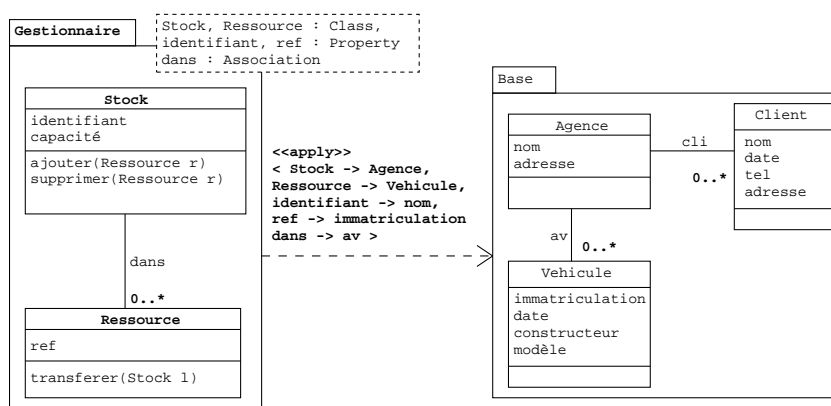 Gestionnaire
Stock, Ressource : Class,
identifiant, ref : Property
dans : Association
Stock
identifiant
capacité
ajouter(Ressource r)
supprimer(Ressource r)
dans
0..*
Ressource
ref
transferer(Stock l)
<<apply>>
< Stock -> Agence,
Ressource -> Vehicule,
identifiant -> nom,
ref -> immatriculation
dans -> av >
Base
Agence
nom
adresse
cli
0..*
Client
nom
date
tel
adresse
av
0..*
Vehicule
immatriculation
date
constructeur
modèle